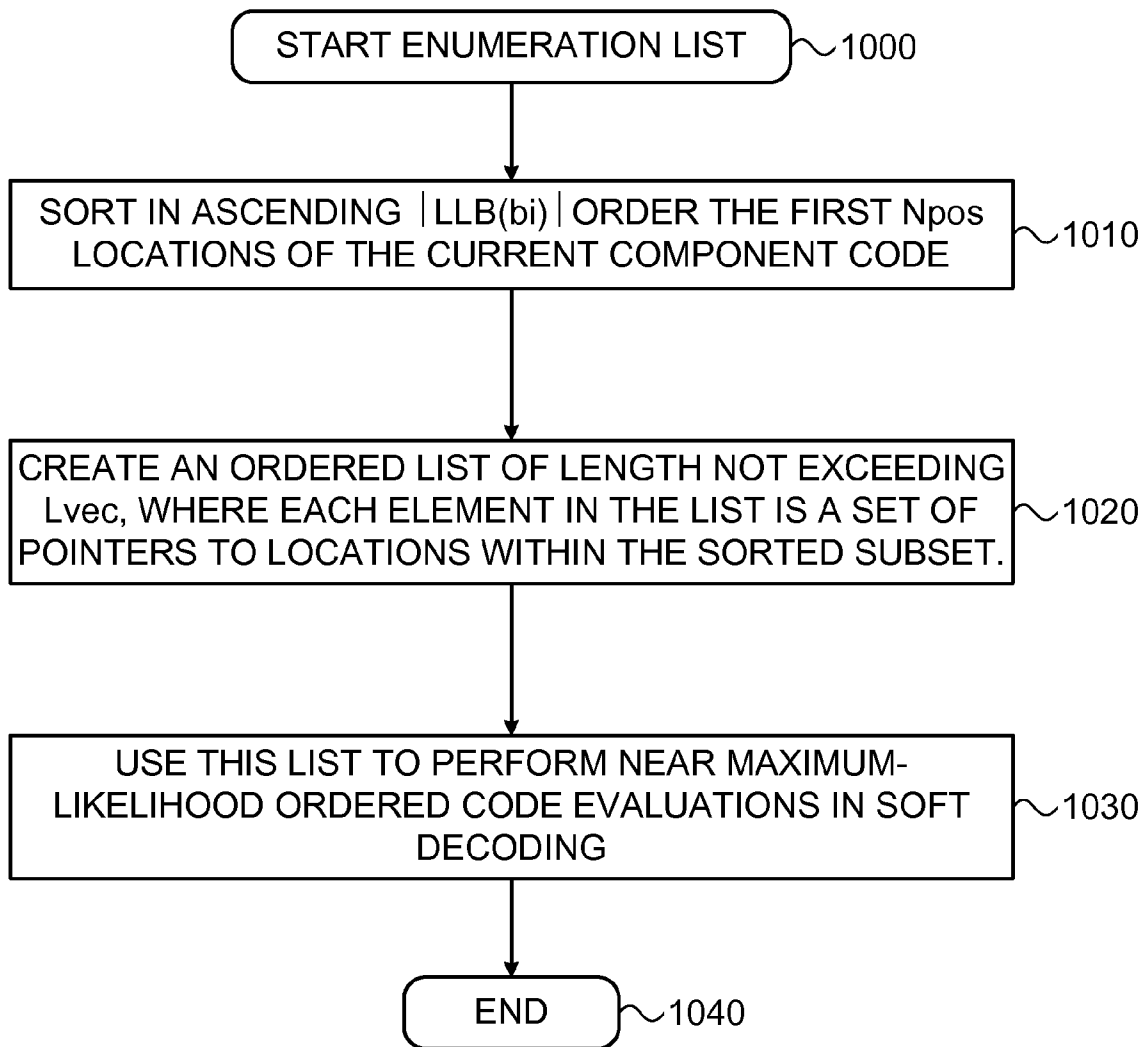 START ENUMERATION LIST
1000
SORT IN ASCENDING |LLB(bi)| ORDER THE FIRST Npos
LOCATIONS OF THE CURRENT COMPONENT CODE
1010
CREATE AN ORDERED LIST OF LENGTH NOT EXCEEDING
Lvec, WHERE EACH ELEMENT IN THE LIST IS A SET OF
POINTERS TO LOCATIONS WITHIN THE SORTED SUBSET.
1020
USE THIS LIST TO PERFORM NEAR MAXIMUM-
LIKELIHOOD ORDERED CODE EVALUATIONS IN SOFT
DECODING
1030
END
1040